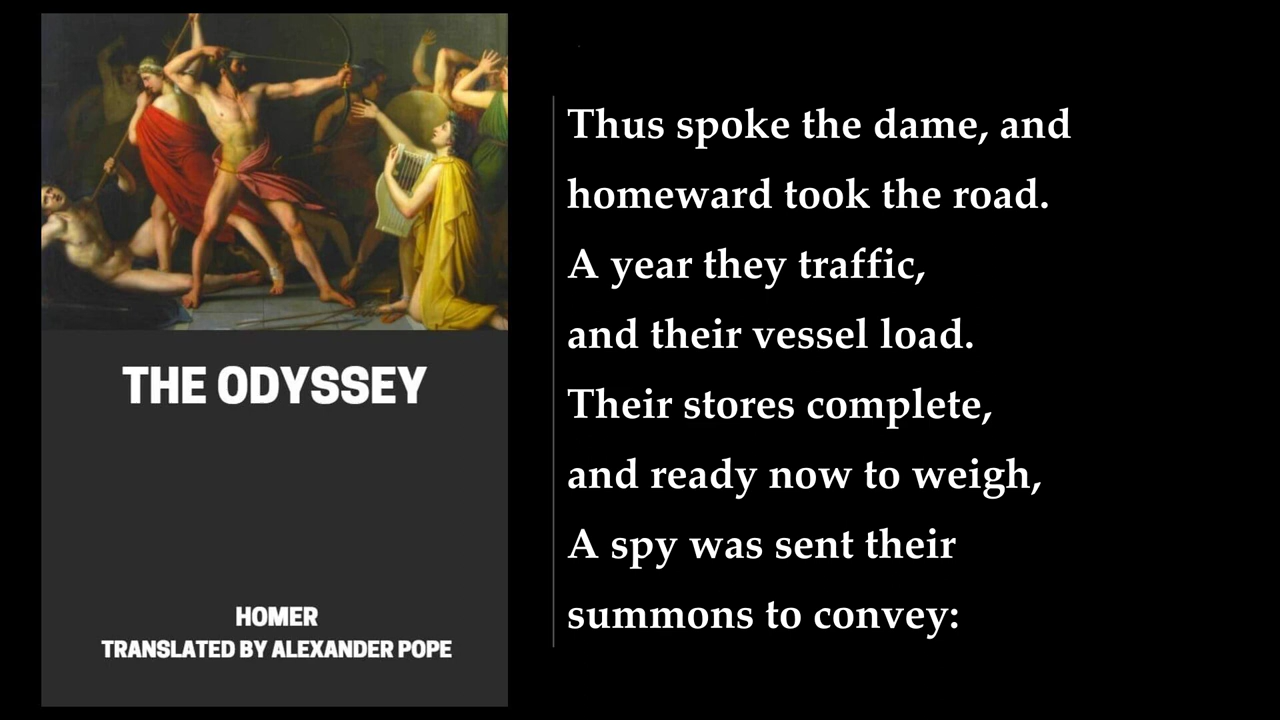 THE ODYSSEY
HOMER
TRANSLATED BY ALEXANDER POPE
Thus spoke the dame, and
homeward took the road.
A year they traffic,
and their vessel load.
Their stores complete,
and ready now to weigh,
A spy was sent their
summons to convey: